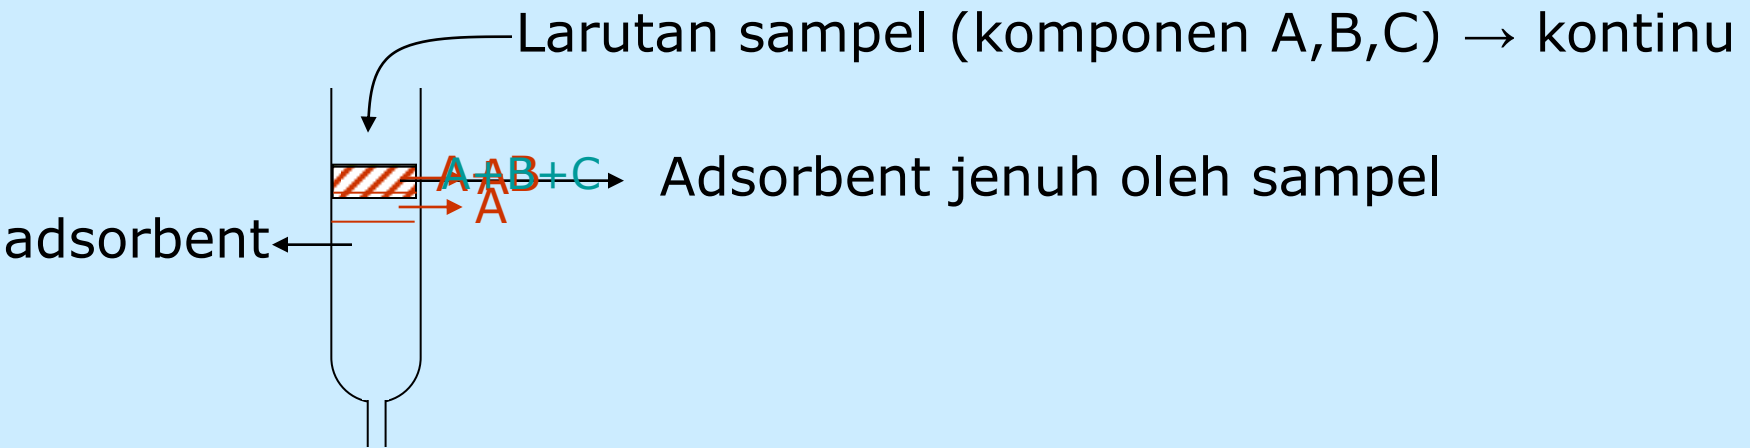 Larutan sampel (komponen A,B,C) → kontinu
A+B+C
Adsorbent jenuh oleh sampel
A
adsorbent